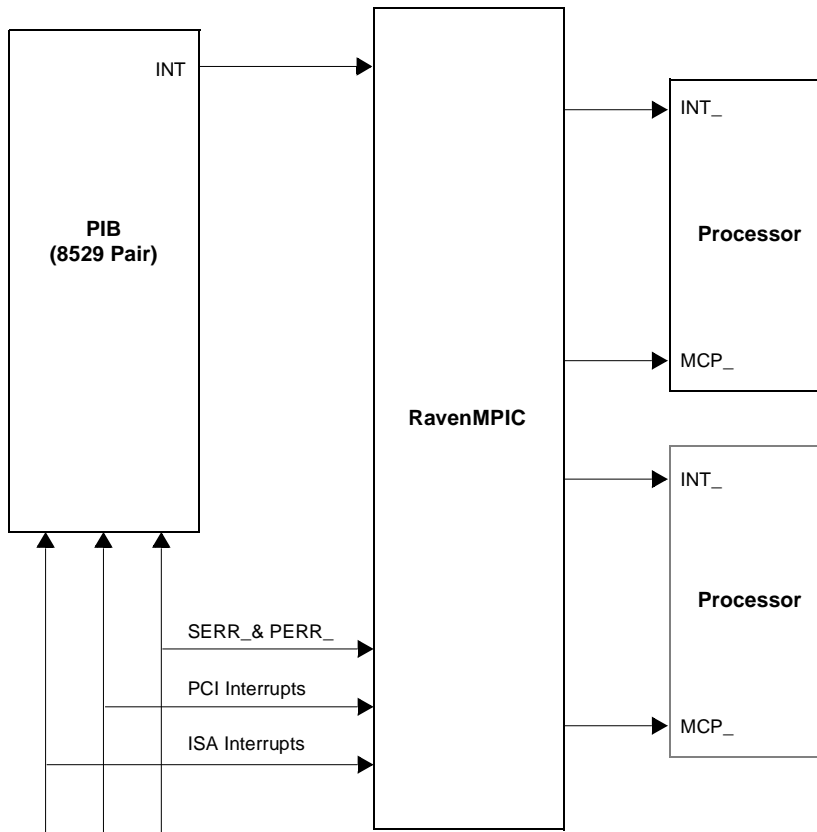 INT
PIB
(8529 Pair)
RavenMPIC
INT_
Processor
MCP_
INT_
Processor
MCP_
SERR_& PERR_
PCI Interrupts
ISA Interrupts